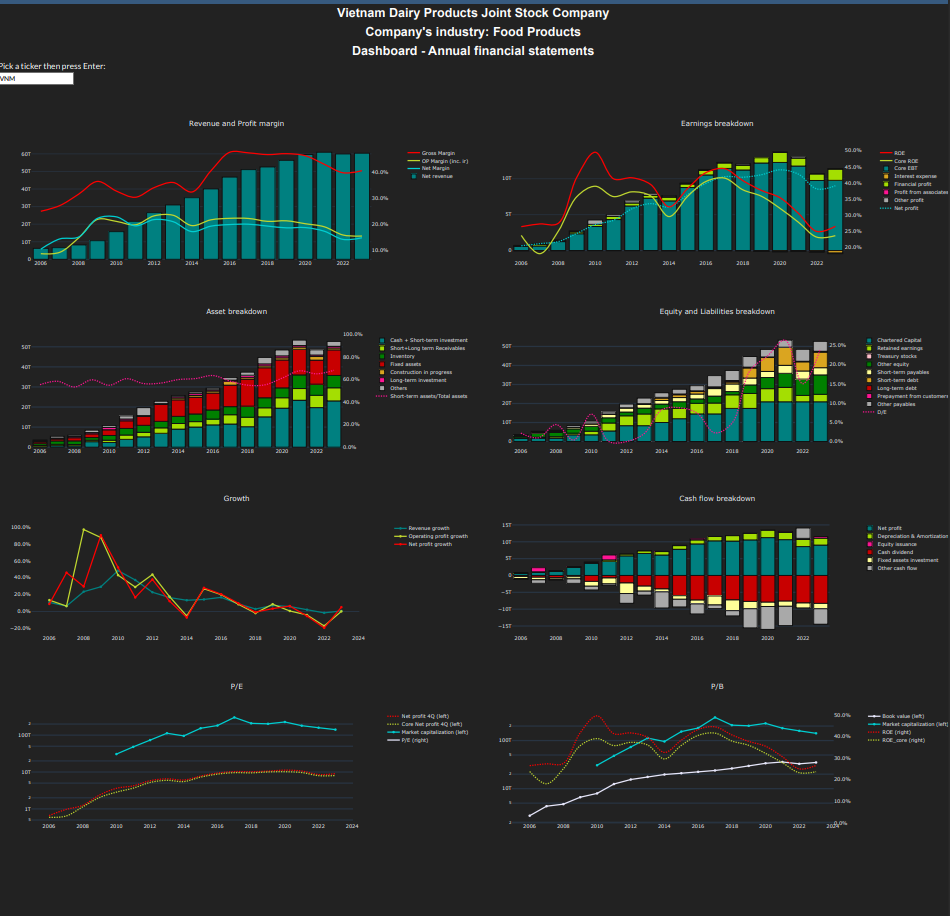 Vietnam Dairy Products Joint Stock Company
Company's industry: Food Products
Dashboard - Annual financial statements
Pick a ticker then press Enter:
VNM
Revenue and Profit margin
60T
50T
40T
30T
20T
10T
0
40.0%
30.0%
20.0%
10.0%
2006 2008 2010 2012 2014 2016 2018 2020 2022
Gross Margin
OP Margin (inc. ir)
Net Margin
Net revenue
Earnings breakdown
10T
5T
0
50.0%
45.0%
40.0%
35.0%
30.0%
25.0%
20.0%
2006 2008 2010 2012 2014 2016 2018 2020 2022
ROE
Core ROE
Core EBT
Interest expense
Financial profit
Profit from associates
Other profit
Net profit
Asset breakdown
50T
40T
30T
20T
10T
0
100.0%
80.0%
60.0%
40.0%
20.0%
0.0%
2006 2008 2010 2012 2014 2016 2018 2020 2022
Cash + Short-term investment
Short+Long term Receivables
Inventory
Fixed assets
Construction in progress
Long-term investment
Others
Short-term assets/Total assets
Equity and Liabilities breakdown
50T
40T
30T
20T
10T
0
25.0%
20.0%
15.0%
10.0%
5.0%
0.0%
2006 2008 2010 2012 2014 2016 2018 2020 2022
Chartered Capital
Retained earnings
Treasury stocks
Other equity
Short-term payables
Short-term debt
Long-term debt
Prepayment from customers
Other payables
D/E
Growth
100.0%
80.0%
60.0%
40.0%
20.0%
0.0%
−20.0%
2006 2008 2010 2012 2014 2016 2018 2020 2022 2024
Revenue growth
Operating profit growth
Net profit growth
Cash flow breakdown
15T
10T
5T
0
−5T
−10T
−15T
2006 2008 2010 2012 2014 2016 2018 2020 2022
Net profit
Depreciation & Amortization
Equity issuance
Cash dividend
Fixed assets investment
Other cash flow
P/E
2
100T
5
2
10T
5
2
1T
5
2006 2008 2010 2012 2014 2016 2018 2020 2022 2024
Net profit 4Q (left)
Core Net profit 4Q (left)
Market capitalization (left)
P/E (right)
P/B
2
100T
5
2
10T
5
2
50.0%
40.0%
30.0%
20.0%
10.0%
0.0%
2006 2008 2010 2012 2014 2016 2018 2020 2022 2024
Book value (left)
Market capitalization (left)
ROE (right)
ROE_core (right)